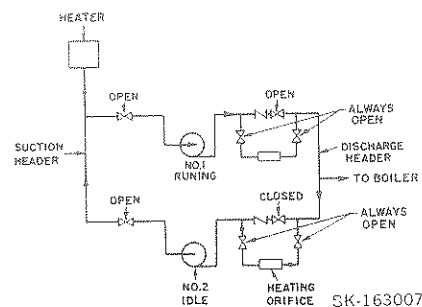 HEATER
OPEN
OPEN
ALWAYS
OPEN
SUCTION
HEADER
NO.1
RUNING
DISCHARGE
HEADER
TO BOILER
OPEN
CLOSED
ALWAYS
OPEN
NO.2
IDLE
HEATING
ORIFICE
SK-163007